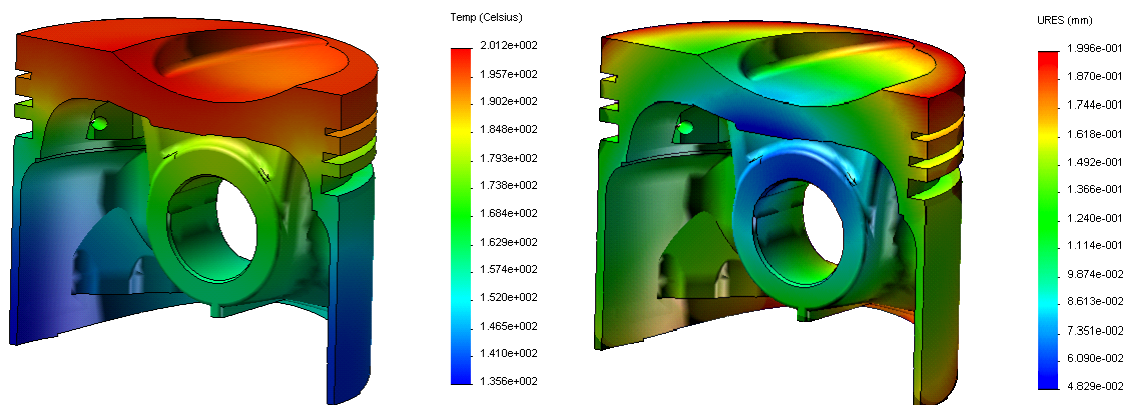 Temp (Celsius)
2.012e+002
1.957e+002
1.902e+002
1.848e+002
1.793e+002
1.738e+002
1.684e+002
1.629e+002
1.574e+002
1.520e+002
1.465e+002
1.410e+002
1.356e+002
URES (mm)
1.996e-001
1.870e-001
1.744e-001
1.618e-001
1.492e-001
1.366e-001
1.240e-001
1.114e-001
9.874e-002
8.613e-002
7.351e-002
6.090e-002
4.829e-002